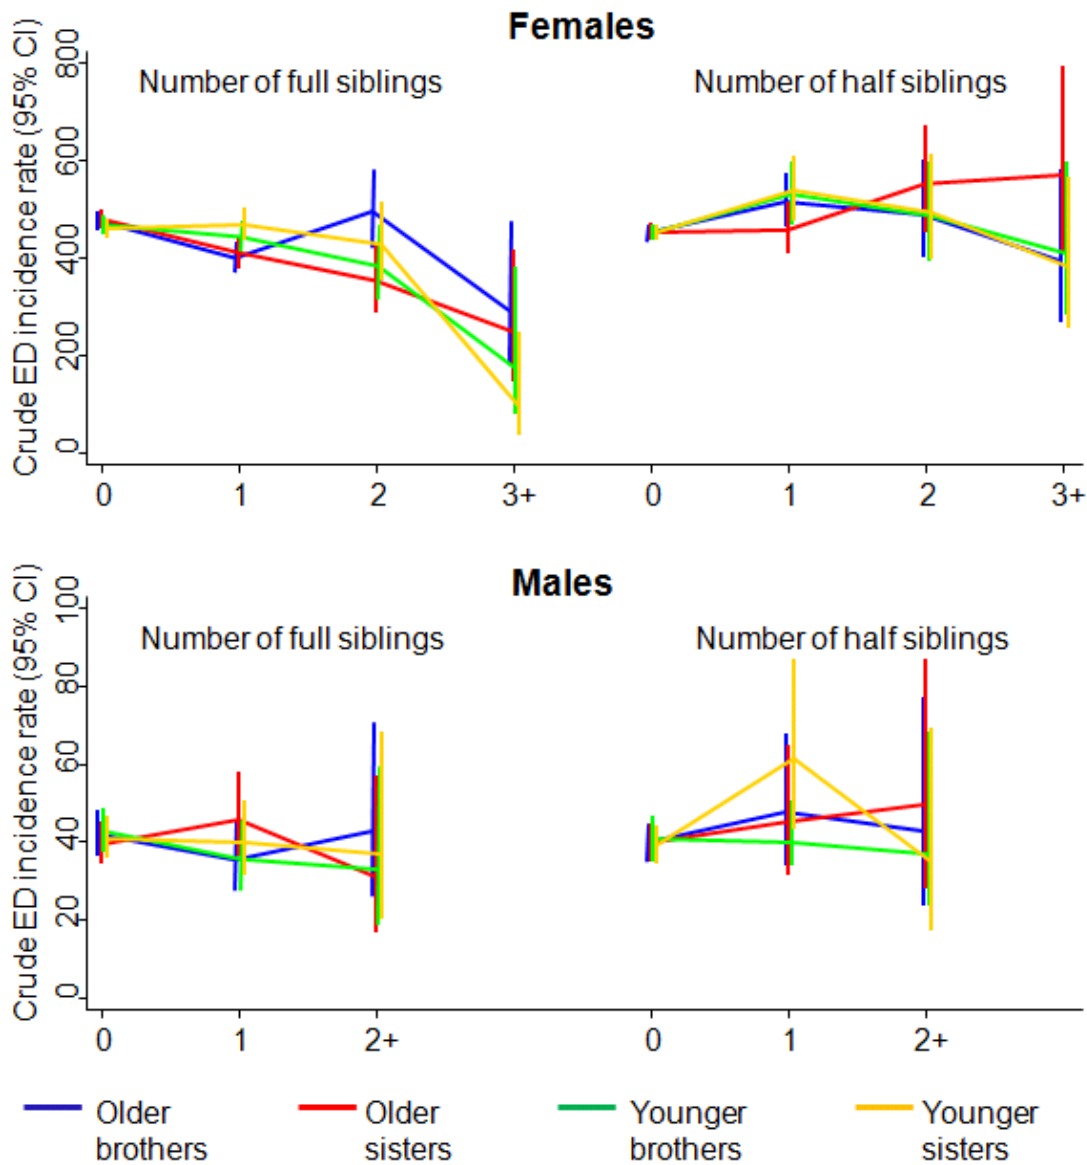 Females
Crude ED incidence rate (95% CI)
Number of full siblings
Number of half siblings
800
600
400
200
0
0 1 2 3+
0 1 2 3+
Males
Crude ED incidence rate (95% CI)
Number of full siblings
Number of half siblings
100
80
60
40
20
0
0 1 2+
0 1 2+
Older brothers
Older sisters
Younger brothers
Younger sisters